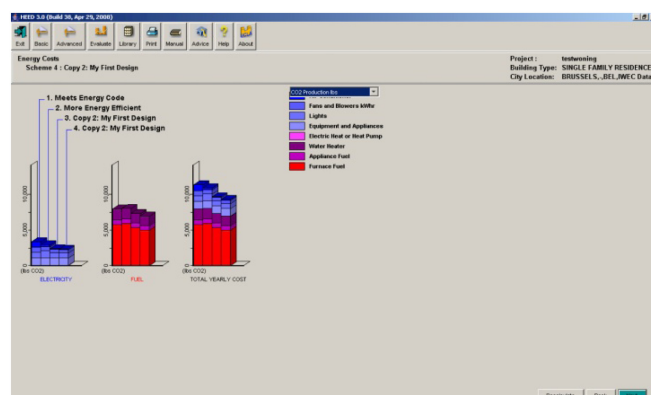 HEED 3.0 (Build 38, Apr 25, 2008)
Exit Basic Advanced Evaluate Library Print Manual Advice Help About
Energy Costs
Scheme 4 : Copy 2: My First Design
Project : testwoning
Building Type: SINGLE FAMILY RESIDENCE
City Location: BRUSSELS,-,BEL,IWEC Data
1. Meets Energy Code
2. More Energy Efficient
3. Copy 2: My First Design
4. Copy 2: My First Design
CO2 Production lbs
Fans and Blowers kWhr
Lights
Equipment and Appliances
Electric Heat or Heat Pump
Water Heater
Appliance Fuel
Furnace Fuel
10,000 10,000 10,000
5,000 5,000 5,000
0 0 0
(lbs CO2) (lbs CO2) (lbs CO2)
ELECTRICITY FUEL TOTAL YEARLY COST